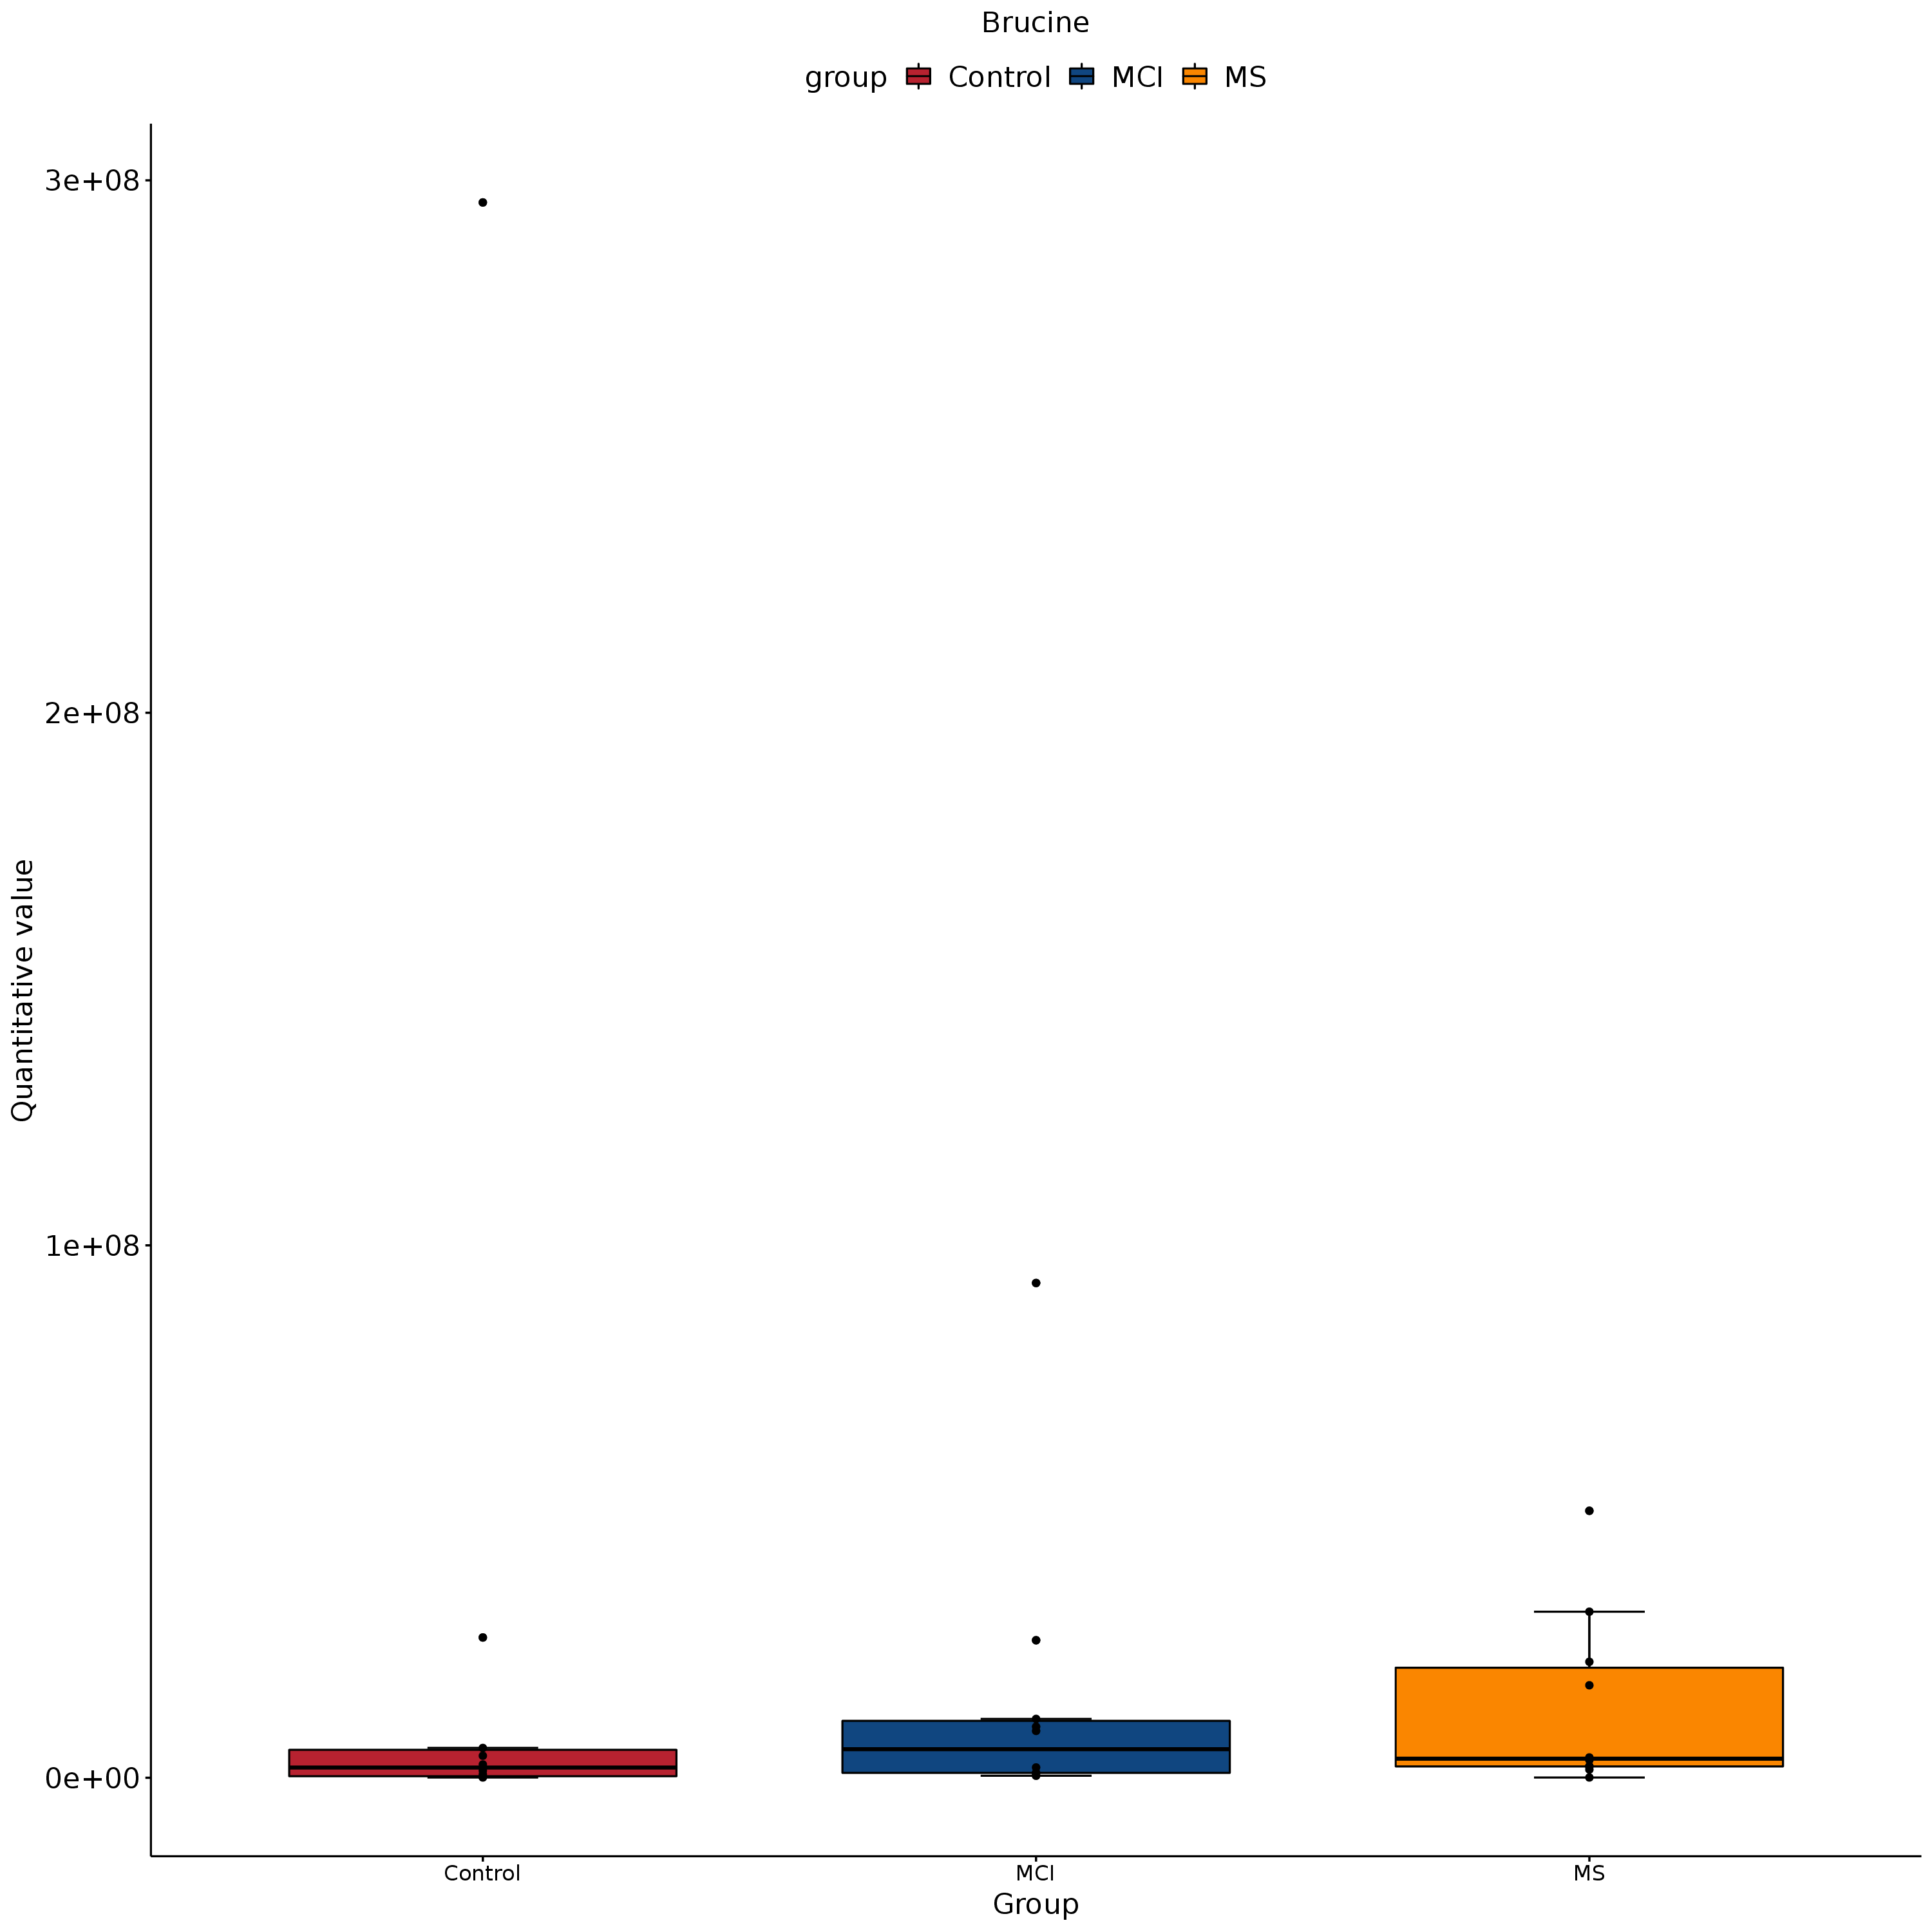 Brucine
group Control MCI MS
3e+08
2e+08
1e+08
0e+00
Quantitative value
Control MCI MS
Group